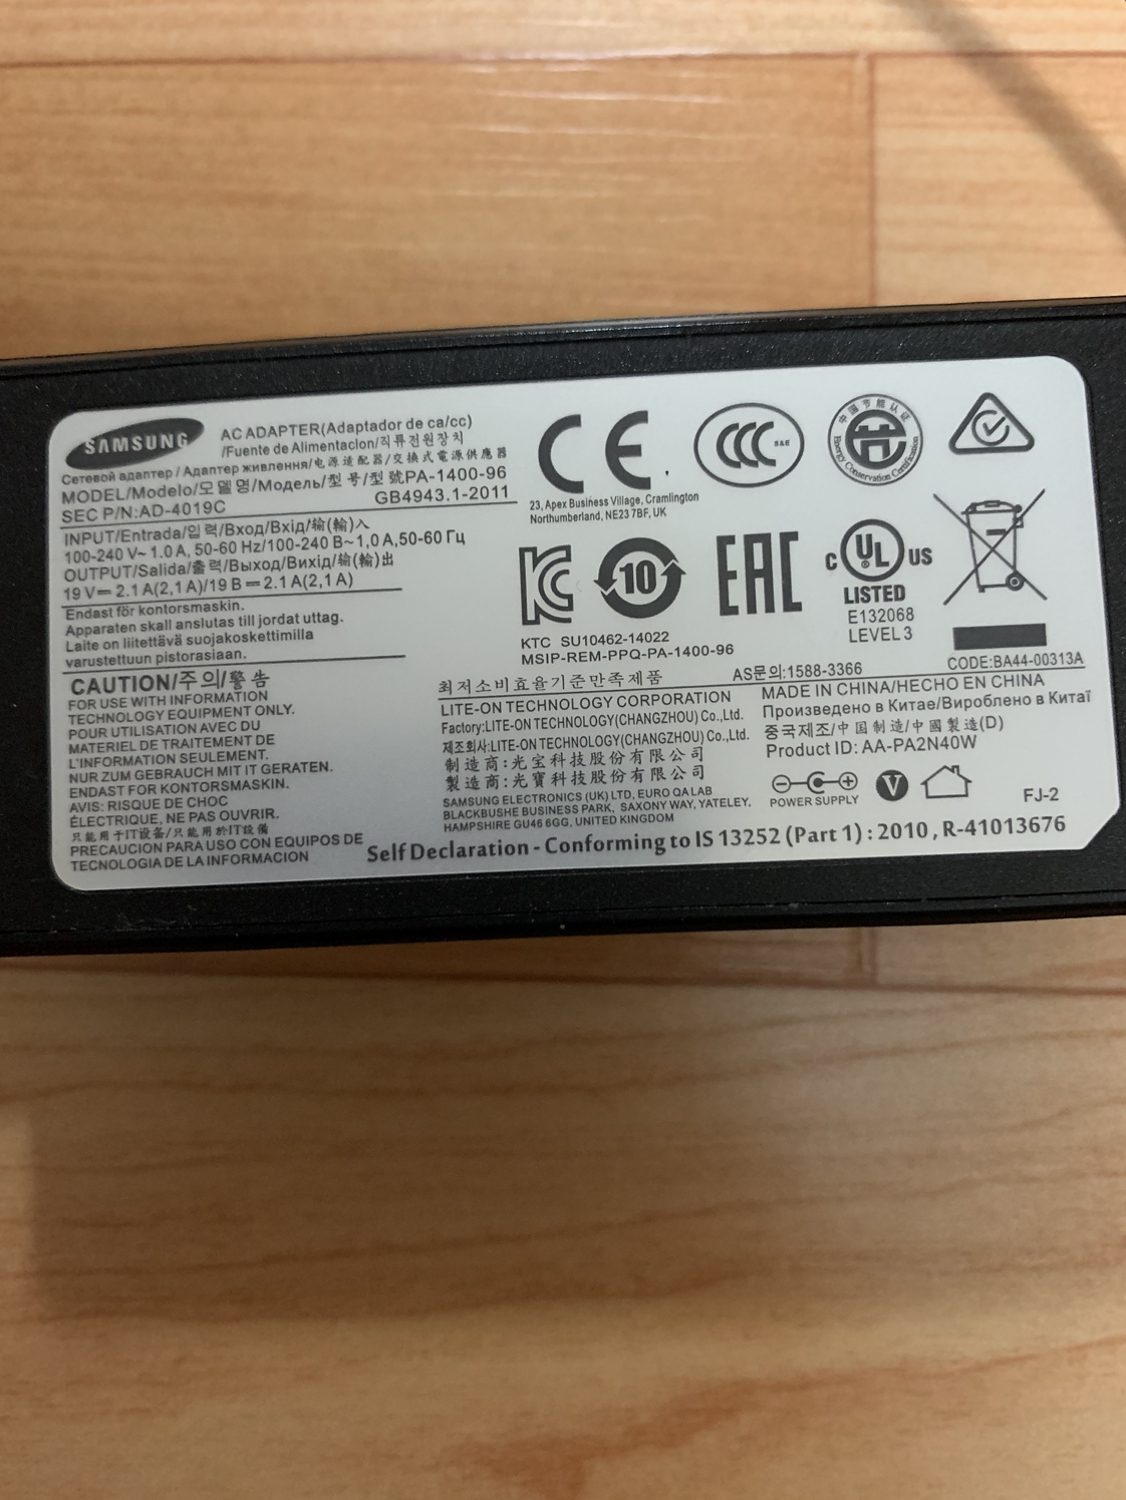 SAMSUNG
AC ADAPTER(Adaptador de ca/cc)
/Fuente de Alimentacion/직류전원장치
Сетевой адаптер / Адаптер живлення/电源适配器/交換式電源供應器
MODEL/Modelo/모델명/Модель/型号/型號PA-1400-96
SEC P/N:AD-4019C
GB4943.1-2011
INPUT/Entrada/입력/Вход/Вхід/输(輸)入
100-240 V~ 1.0 A, 50-60 Hz/100-240 В~1,0 А,50-60 Гц
OUTPUT/Salida/출력/Выход/Вихід/输(輸)出
19 V⎓ 2.1 A(2,1 A)/19 В⎓ 2.1 A(2,1 A)
Endast för kontorsmaskin.
Apparaten skall anslutas till jordat uttag.
Laite on liitettävä suojakoskettimilla
varustettuun pistorasiaan.
CAUTION/주의/警告
FOR USE WITH INFORMATION
TECHNOLOGY EQUIPMENT ONLY.
POUR UTILISATION AVEC DU
MATERIEL DE TRAITEMENT DE
L'INFORMATION SEULEMENT.
NUR ZUM GEBRAUCH MIT IT GERATEN.
ENDAST FOR KONTORSMASKIN.
AVIS: RISQUE DE CHOC
ÉLECTRIQUE, NE PAS OUVRIR.
只能用于IT设备/只能用於IT設備
PRECAUCION PARA USO CON EQUIPOS DE
TECNOLOGIA DE LA INFORMACION
CE
23, Apex Business Village, Cramlington
Northumberland, NE23 7BF, UK
CCC S&E
中国节能认证
Energy Conservation Certification
KC
10
EAC
C UL US
LISTED
E132068
LEVEL 3
KTC SU10462-14022
MSIP-REM-PPQ-PA-1400-96
최저소비효율기준만족제품
AS문의:1588-3366
CODE:BA44-00313A
LITE-ON TECHNOLOGY CORPORATION
Factory:LITE-ON TECHNOLOGY(CHANGZHOU) Co.,Ltd.
제조회사:LITE-ON TECHNOLOGY(CHANGZHOU) Co.,Ltd.
制造商:光宝科技股份有限公司
製造商:光寶科技股份有限公司
SAMSUNG ELECTRONICS (UK) LTD, EURO QA LAB
BLACKBUSHE BUSINESS PARK, SAXONY WAY, YATELEY,
HAMPSHIRE GU46 6GG, UNITED KINGDOM
MADE IN CHINA/HECHO EN CHINA
Произведено в Китае/Вироблено в Китаї
중국제조/中国制造/中國製造(D)
Product ID: AA-PA2N40W
POWER SUPPLY
V
FJ-2
Self Declaration - Conforming to IS 13252 (Part 1) : 2010 , R-41013676